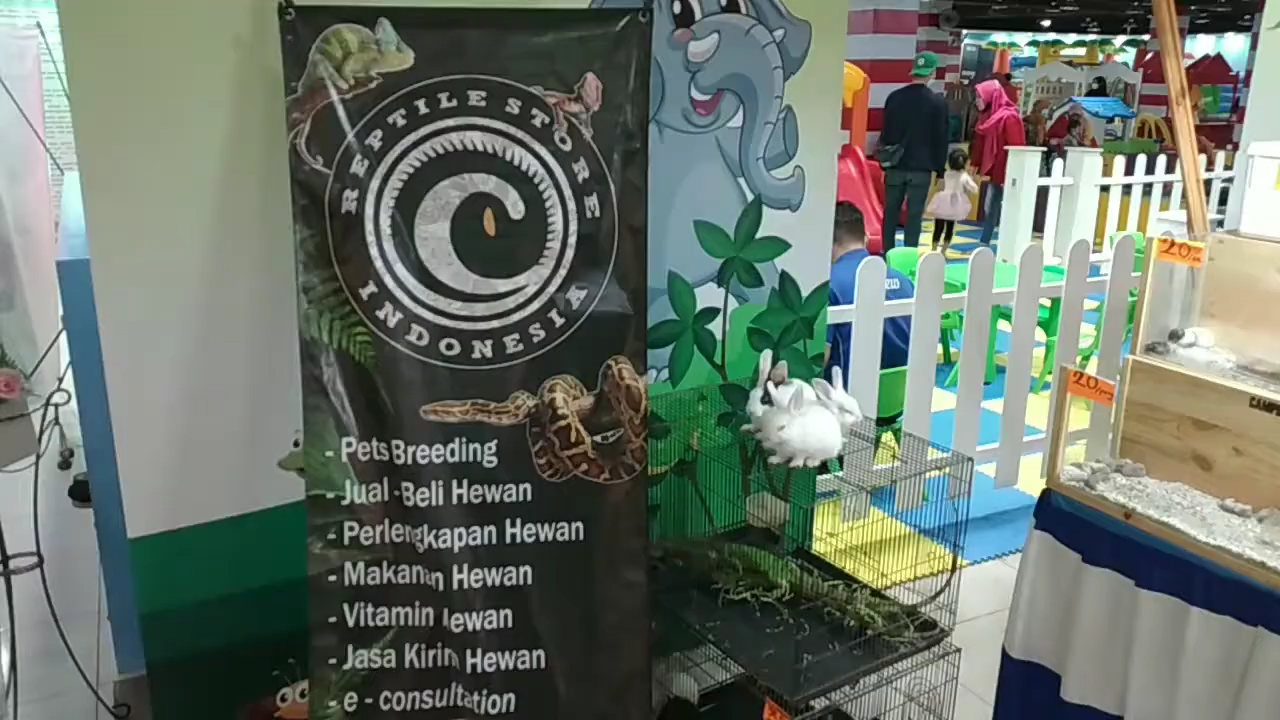 REPTILE STORE
INDONESIA
- Pets Breeding
- Jual - Beli Hewan
- Perlengkapan Hewan
- Makanan Hewan
- Vitamin Hewan
- Jasa Kirim Hewan
- e - consultation
20
20